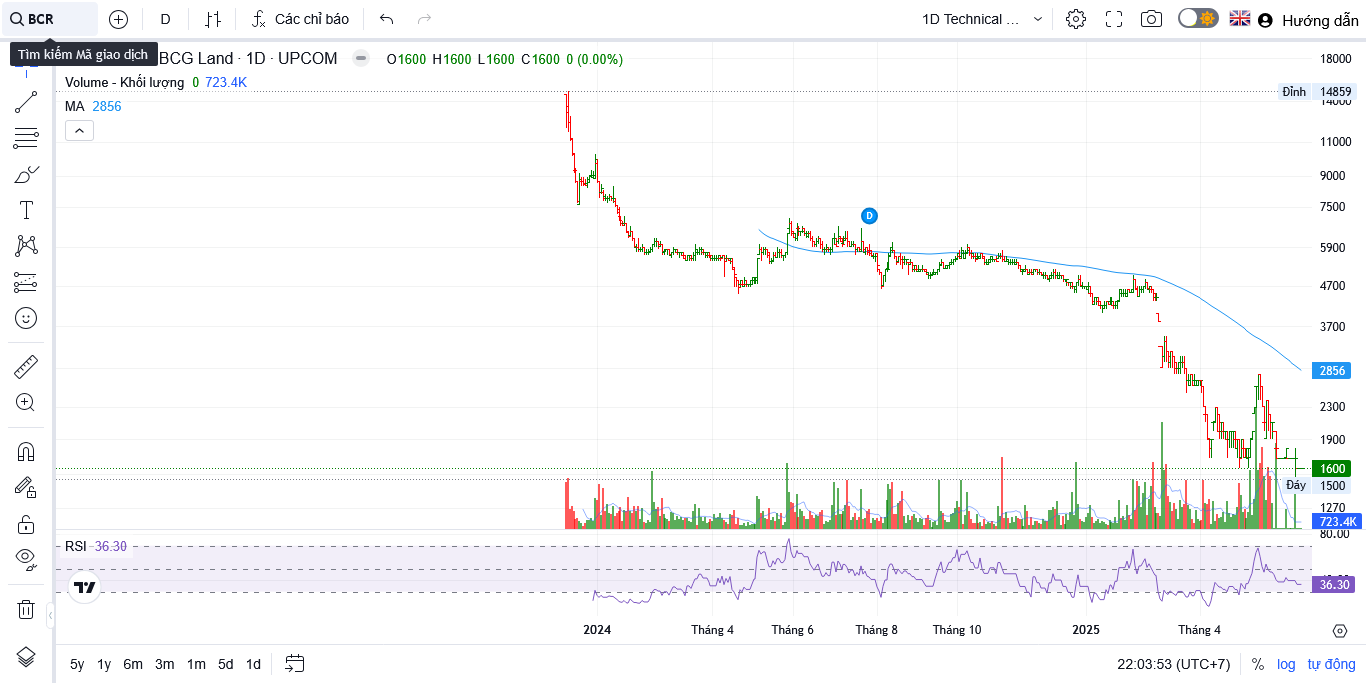 BCR
D
Các chỉ báo
1D Technical ...
Hướng dẫn
Tìm kiếm Mã giao dịch
BCG Land · 1D · UPCOM
O1600 H1600 L1600 C1600 0 (0.00%)
Volume - Khối lượng 0 723.4K
MA 2856
18000
Đỉnh 14859
14000
11000
9000
7500
D
5900
4700
3700
2856
2300
1900
1600
Đáy 1500
1270
723.4K
80.00
RSI 36.30
36.30
2024 Tháng 4 Tháng 6 Tháng 8 Tháng 10 2025 Tháng 4
5y 1y 6m 3m 1m 5d 1d
22:03:53 (UTC+7) % log tự động